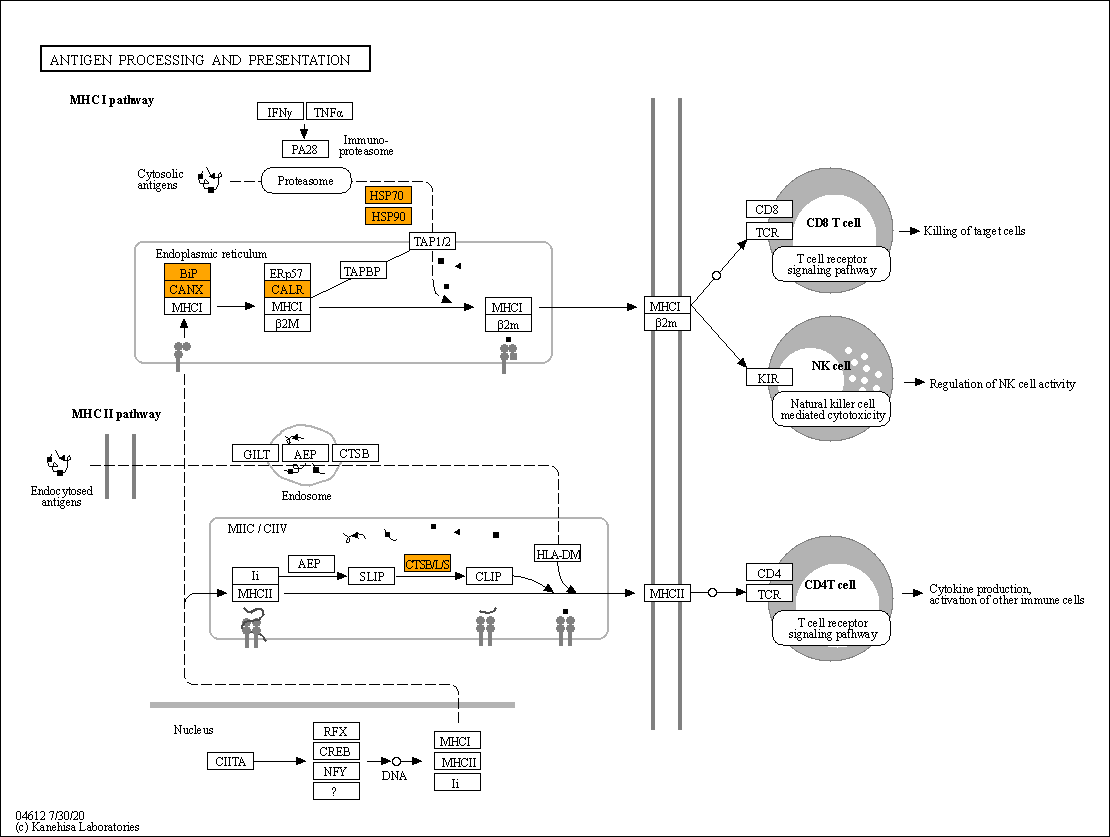 ANTIGEN PROCESSING AND PRESENTATION
MHC I pathway
IFNγ
TNFα
PA28
Immuno-
proteasome
Cytosolic
antigens
Proteasome
HSP70
HSP90
TAP1/2
Endoplasmic reticulum
BiP
CANX
MHCI
ERp57
CALR
MHCI
β2M
TAPBP
MHCI
β2m
MHCI
β2m
CD8
TCR
CD8 T cell
T cell receptor
signaling pathway
Killing of target cells
KIR
NK cell
Natural killer cell
mediated cytotoxicity
Regulation of NK cell activity
MHC II pathway
Endocytosed
antigens
GILT
AEP
CTSB
Endosome
MIIC / CIIV
Ii
MHCII
AEP
SLIP
CTSB/L/S
CLIP
HLA-DM
MHCII
CD4
TCR
CD4T cell
T cell receptor
signaling pathway
Cytokine production,
activation of other immune cells
Nucleus
CIITA
RFX
CREB
NFY
?
DNA
MHCI
MHCII
Ii
04612 7/30/20
(c) Kanehisa Laboratories